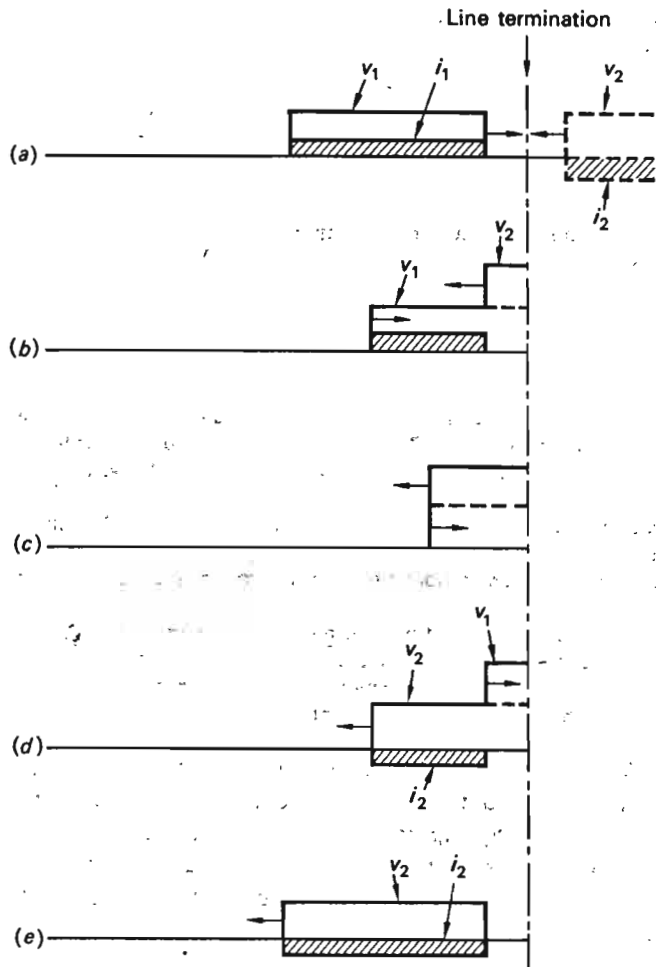 Line termination
v₁ i₁ v₂
(a)
i₂
v₂
v₁
(b)
(c)
v₁
v₂
(d)
i₂
v₂ i₂
(e)